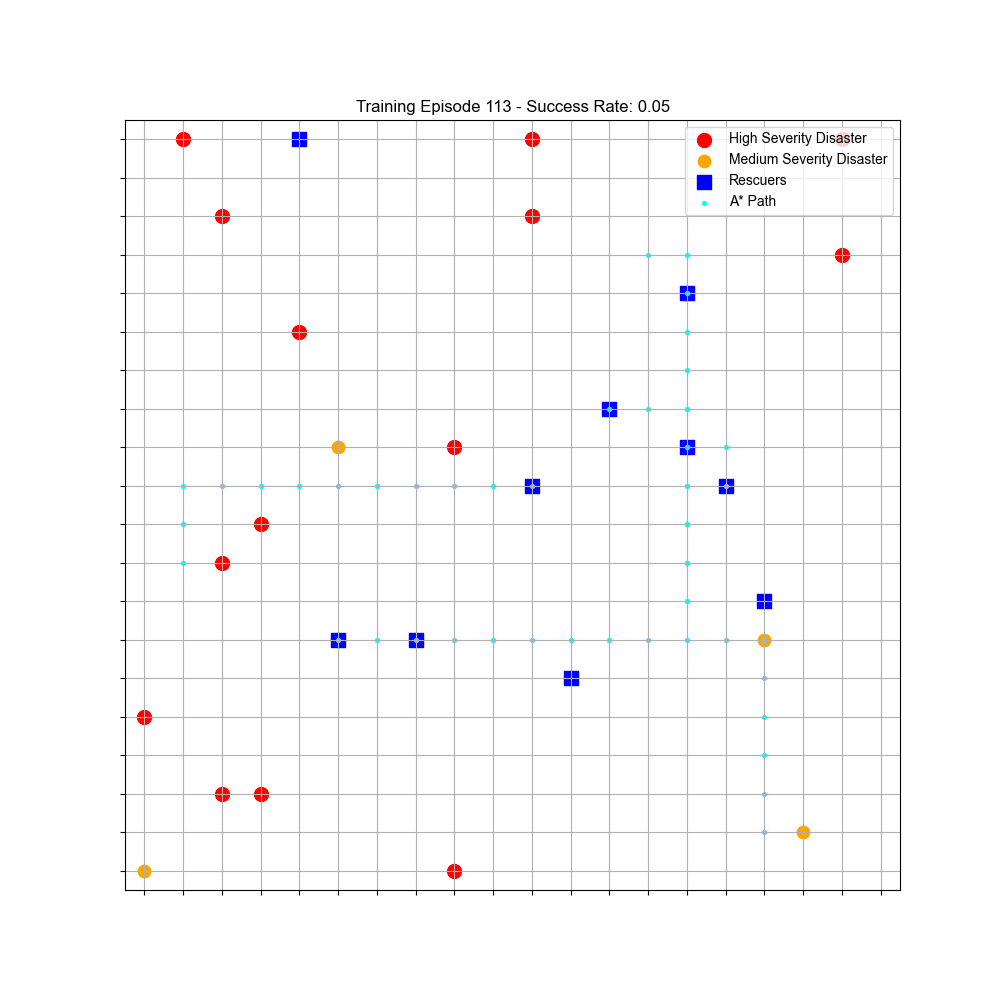 Training Episode 113 - Success Rate: 0.05
High Severity Disaster
Medium Severity Disaster
Rescuers
A* Path